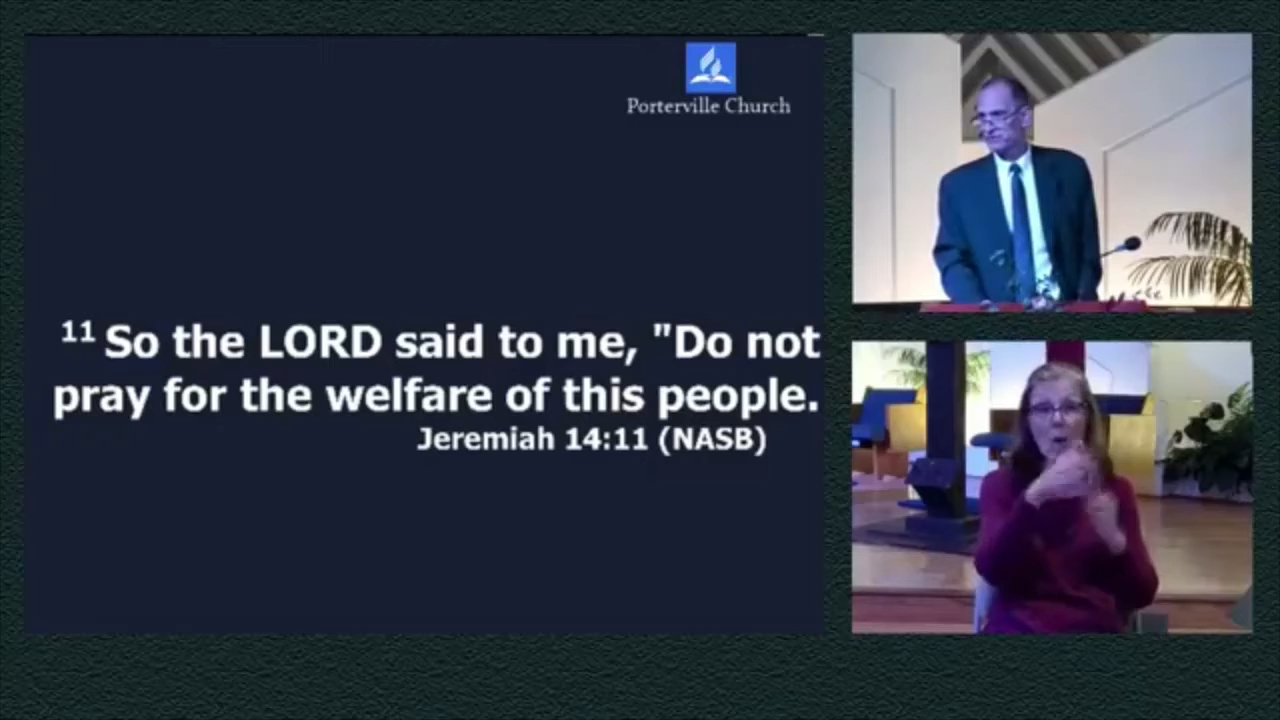 Porterville Church
11 So the LORD said to me, "Do not
pray for the welfare of this people.
Jeremiah 14:11 (NASB)